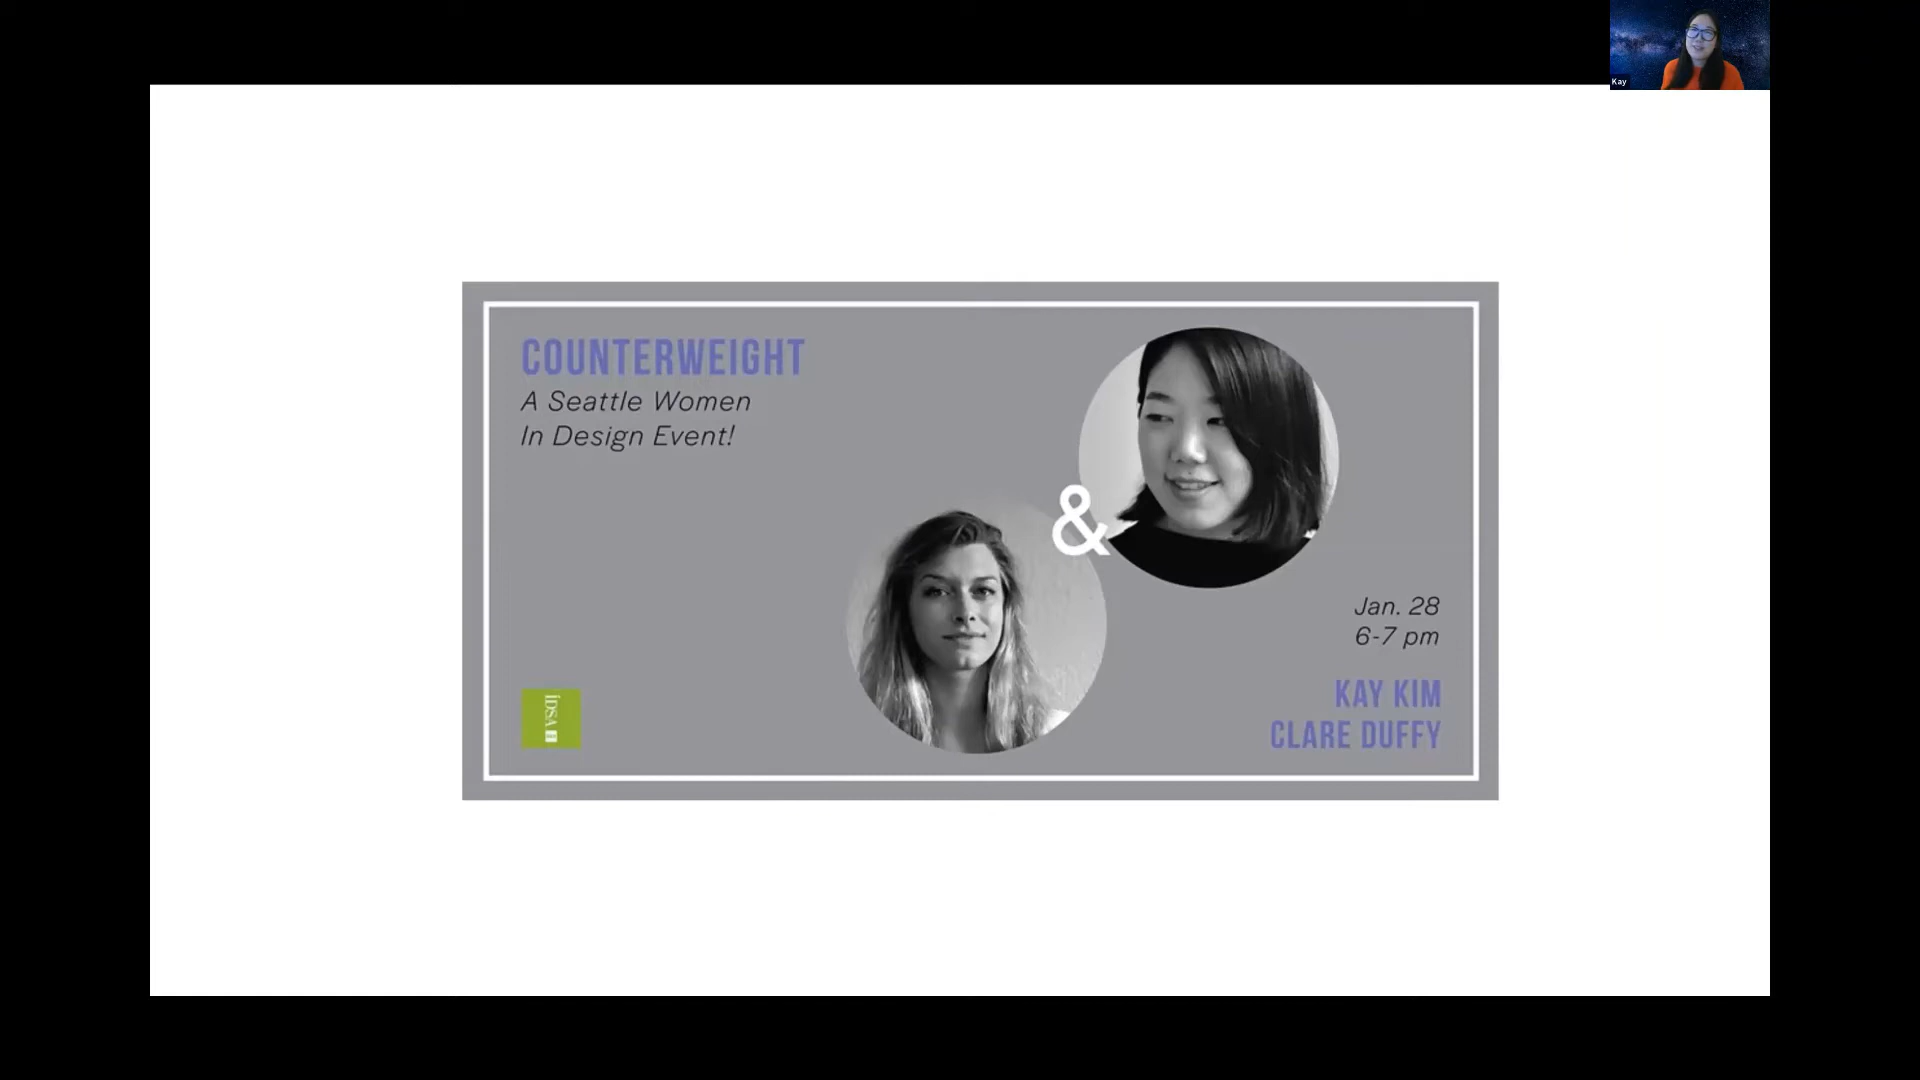 Kay
COUNTERWEIGHT
A Seattle Women
In Design Event!
&
Jan. 28
6-7 pm
KAY KIM
CLARE DUFFY
iDSA